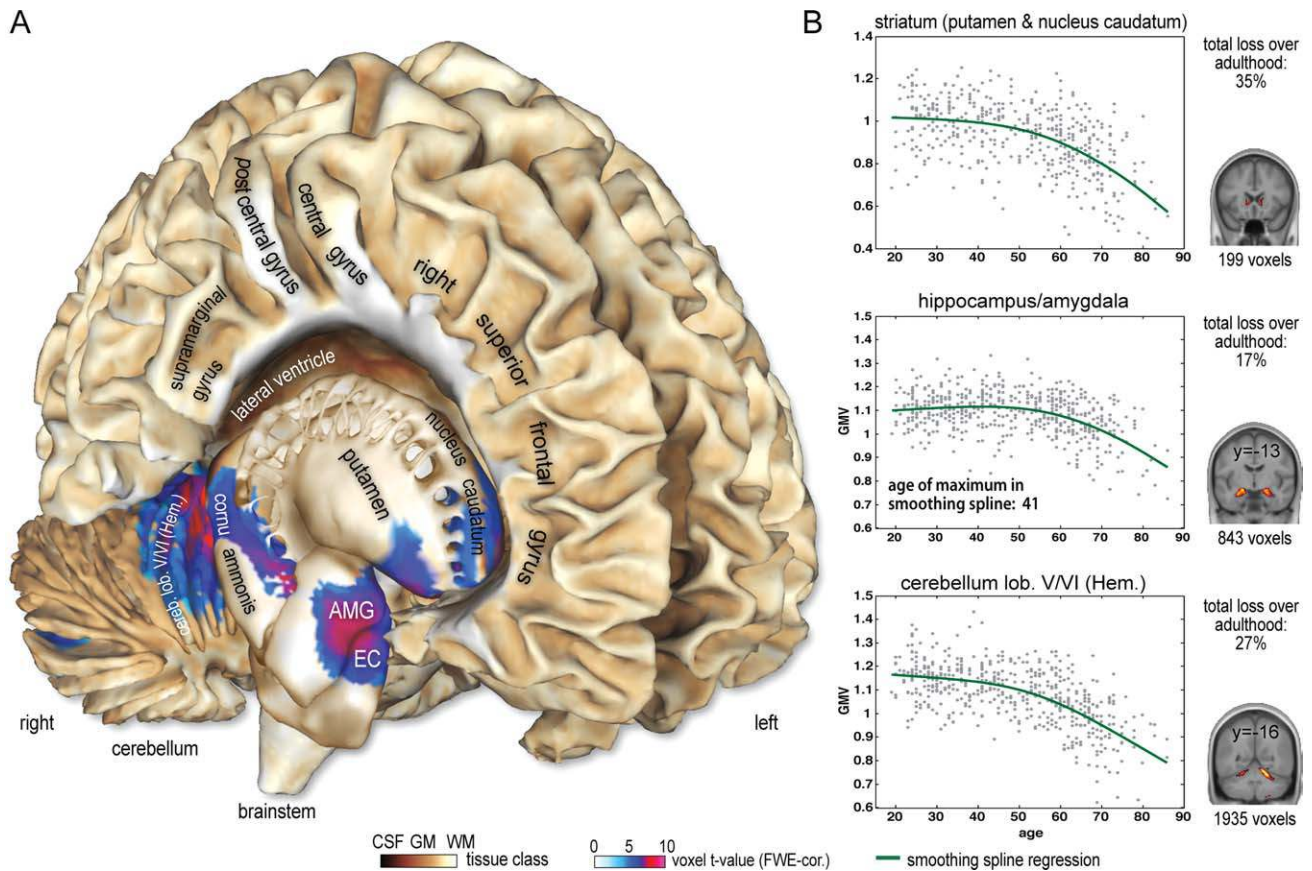 A
post central gyrus
central gyrus
right superior frontal gyrus
supramarginal
gyrus
lateral ventricle
nucleus caudatum
putamen
cornu ammonis
cereb. lob. V/VI (Hem.)
AMG
EC
right
left
cerebellum
brainstem
CSF GM WM
tissue class
0 5 10
voxel t-value (FWE-cor.)
B
striatum (putamen & nucleus caudatum)
1.4
1.2
1
0.8
0.6
0.4
20 30 40 50 60 70 80 90
total loss over
adulthood:
35%
199 voxels
hippocampus/amygdala
GMV
1.5
1.4
1.3
1.2
1.1
1
0.9
0.8
0.7
0.6
age of maximum in
smoothing spline: 41
20 30 40 50 60 70 80 90
total loss over
adulthood:
17%
y=-13
843 voxels
cerebellum lob. V/VI (Hem.)
GMV
1.5
1.4
1.3
1.2
1.1
1
0.9
0.8
0.7
0.6
20 30 40 50 60 70 80 90
age
total loss over
adulthood:
27%
y=-16
1935 voxels
smoothing spline regression